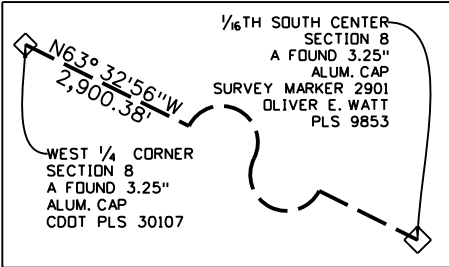 1/16TH SOUTH CENTER
SECTION 8
A FOUND 3.25"
ALUM. CAP
SURVEY MARKER 2901
OLIVER E. WATT
PLS 9853
N63° 32'56"W
2,900.38'
WEST 1/4 CORNER
SECTION 8
A FOUND 3.25"
ALUM. CAP
CDOT PLS 30107